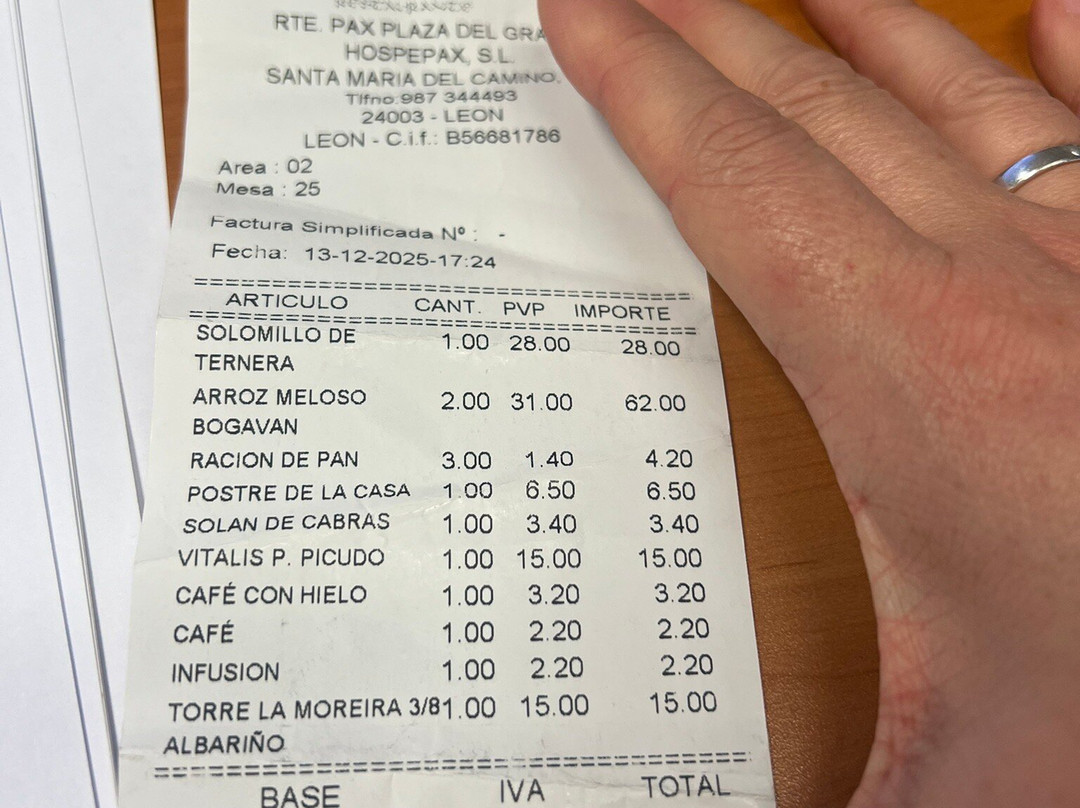 RESTAURANTE
RTE. PAX PLAZA DEL GRA
HOSPEPAX, S.L.
SANTA MARIA DEL CAMINO,
Tlfno.987 344493
24003 - LEON
LEON - C.i.f.: B56681786
Area : 02
Mesa : 25
Factura Simplificada Nº : -
Fecha: 13-12-2025-17:24
ARTICULO CANT. PVP IMPORTE
SOLOMILLO DE 1.00 28.00 28.00
TERNERA
ARROZ MELOSO 2.00 31.00 62.00
BOGAVAN
RACION DE PAN 3.00 1.40 4.20
POSTRE DE LA CASA 1.00 6.50 6.50
SOLAN DE CABRAS 1.00 3.40 3.40
VITALIS P. PICUDO 1.00 15.00 15.00
CAFÉ CON HIELO 1.00 3.20 3.20
CAFÉ 1.00 2.20 2.20
INFUSION 1.00 2.20 2.20
TORRE LA MOREIRA 3/81.00 15.00 15.00
ALBARIÑO
BASE IVA TOTAL